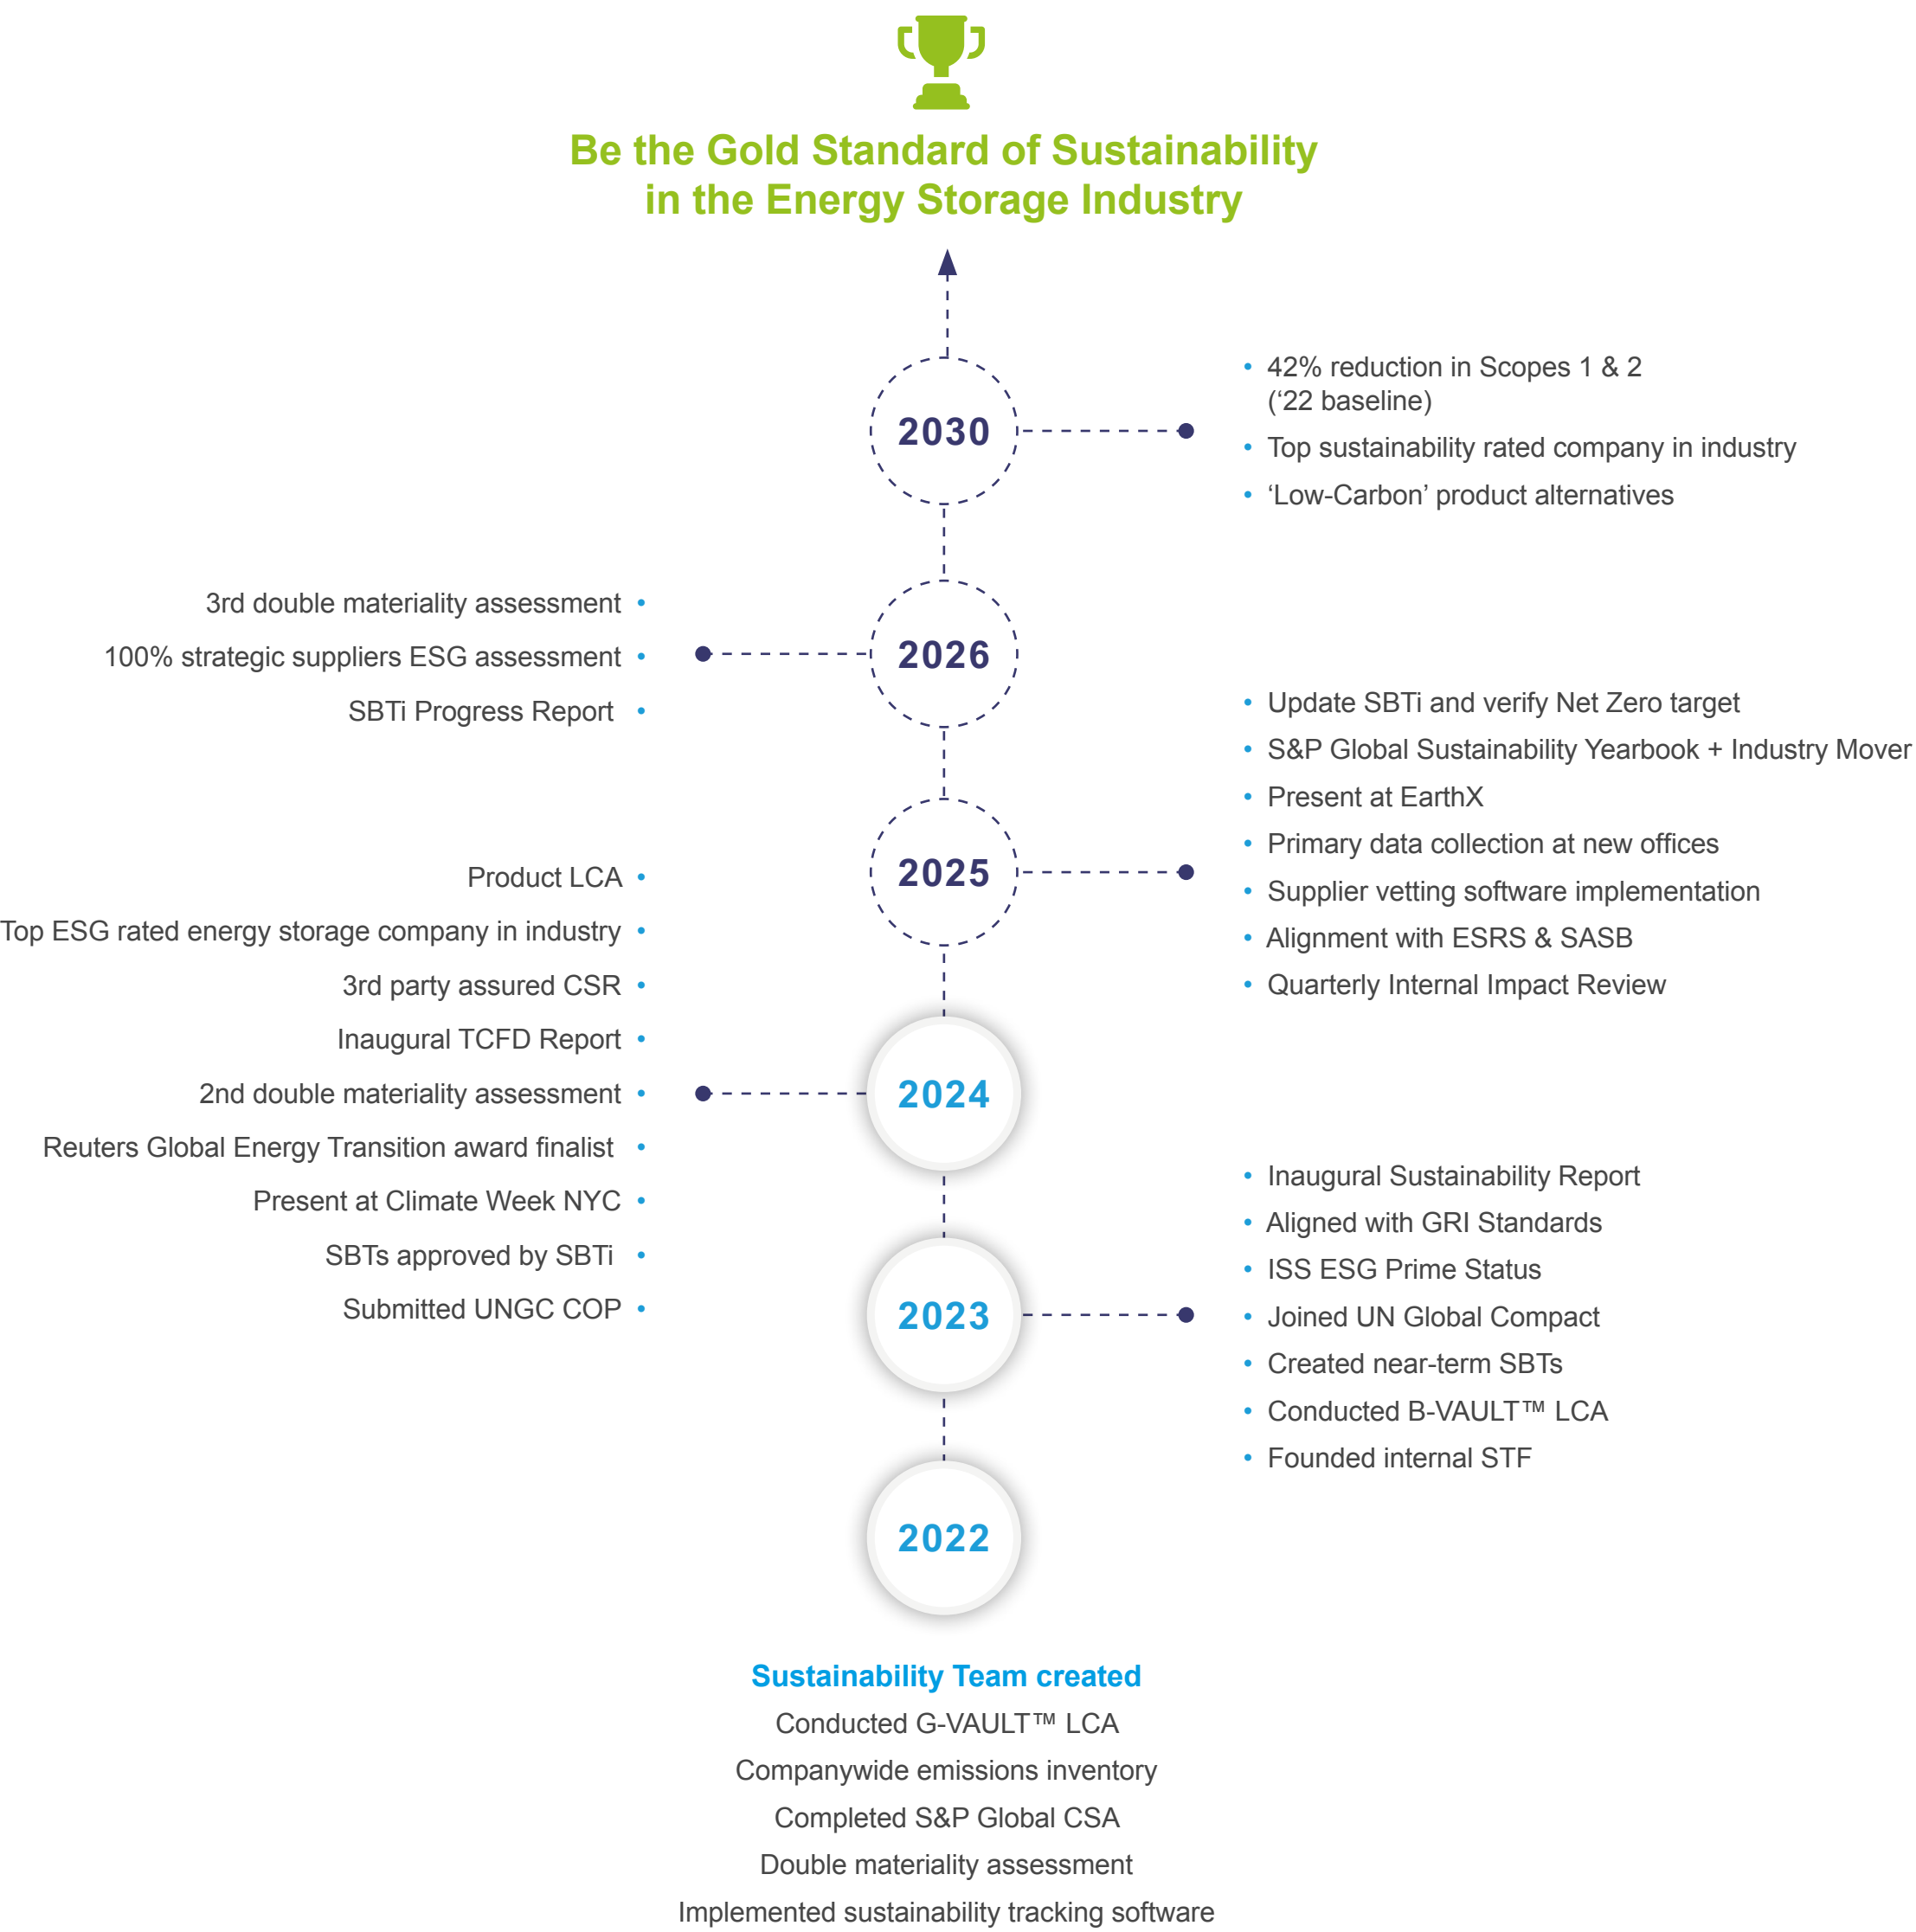 Be the Gold Standard of Sustainability
in the Energy Storage Industry
2030
• 42% reduction in Scopes 1 & 2
(‘22 baseline)
• Top sustainability rated company in industry
• ‘Low-Carbon’ product alternatives
2026
3rd double materiality assessment •
100% strategic suppliers ESG assessment •
SBTi Progress Report •
2025
• Update SBTi and verify Net Zero target
• S&P Global Sustainability Yearbook + Industry Mover
• Present at EarthX
• Primary data collection at new offices
• Supplier vetting software implementation
• Alignment with ESRS & SASB
• Quarterly Internal Impact Review
2024
Product LCA •
Top ESG rated energy storage company in industry •
3rd party assured CSR •
Inaugural TCFD Report •
2nd double materiality assessment •
Reuters Global Energy Transition award finalist •
Present at Climate Week NYC •
SBTs approved by SBTi •
Submitted UNGC COP •
2023
• Inaugural Sustainability Report
• Aligned with GRI Standards
• ISS ESG Prime Status
• Joined UN Global Compact
• Created near-term SBTs
• Conducted B-VAULT™ LCA
• Founded internal STF
2022
Sustainability Team created
Conducted G-VAULT™ LCA
Companywide emissions inventory
Completed S&P Global CSA
Double materiality assessment
Implemented sustainability tracking software